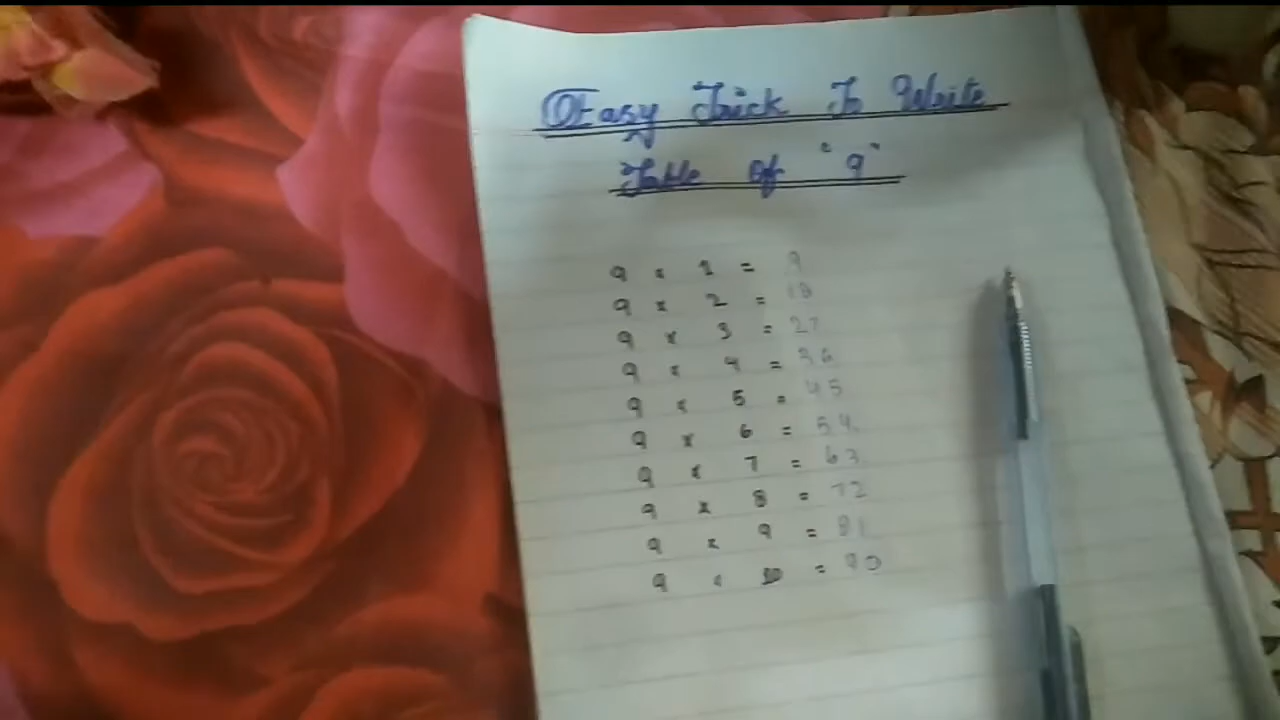 Easy Trick To Write
Table Of "9"
9 × 1 = 9
9 × 2 = 18
9 × 3 = 27
9 × 4 = 36
9 × 5 = 45
9 × 6 = 54
9 × 7 = 63
9 × 8 = 72
9 × 9 = 81
9 × 10 = 90